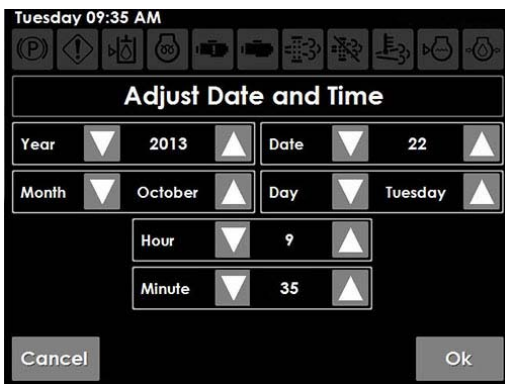 Tuesday 09:35 AM
Adjust Date and Time
Year 2013 Date 22
Month October Day Tuesday
Hour 9
Minute 35
Cancel Ok